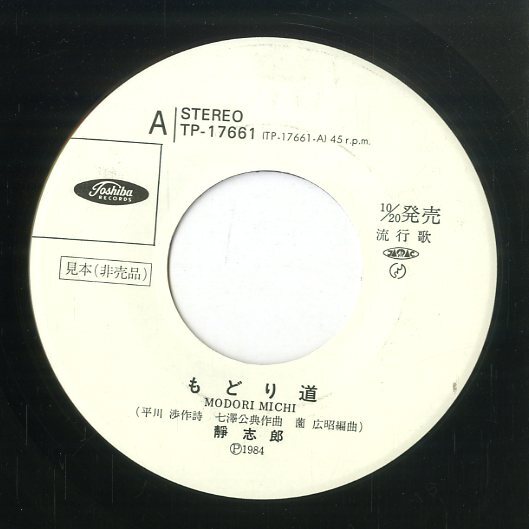 A
STEREO
TP-17661 (TP-17661-A) 45 r.p.m.
Toshiba
RECORDS
10/20発売
流行歌
JASRAC
見本(非売品)
もどり道
MODORI MICHI
(平川 渉作詩 七澤公典作曲 薗 広昭編曲)
靜志郎
Ⓟ1984